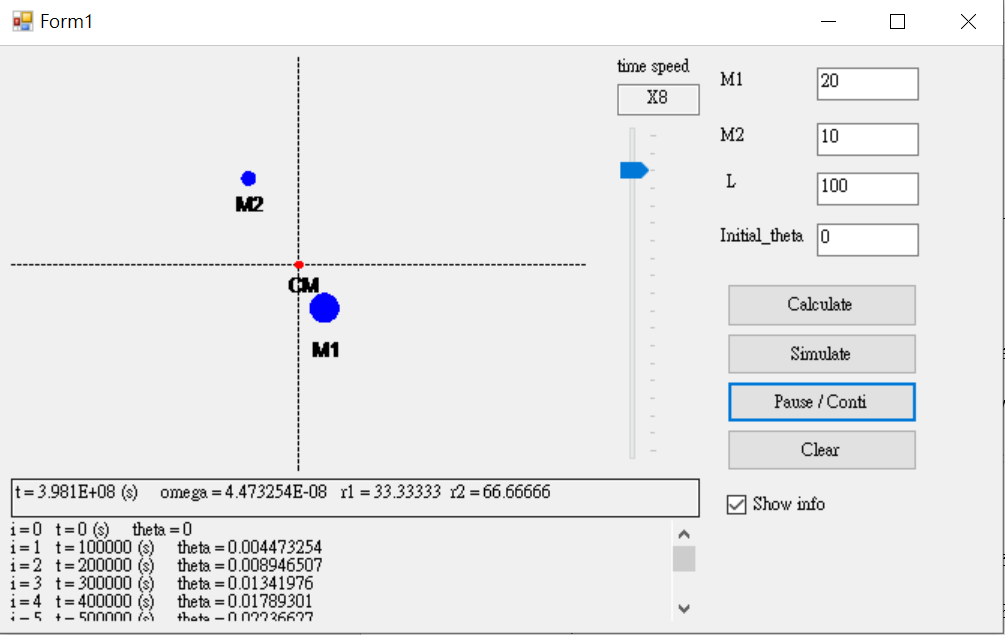 Form1
time speed
X8
M1
20
M2
10
L
100
Initial_theta
0
M2
CM
M1
Calculate
Simulate
Pause / Conti
Clear
Show info
t = 3.981E+08 (s) omega = 4.473254E-08 r1 = 33.33333 r2 = 66.66666
i = 0 t = 0 (s) theta = 0
i = 1 t = 100000 (s) theta = 0.004473254
i = 2 t = 200000 (s) theta = 0.008946507
i = 3 t = 300000 (s) theta = 0.01341976
i = 4 t = 400000 (s) theta = 0.01789301
i = 5 t = 500000 (s) theta = 0.02236627